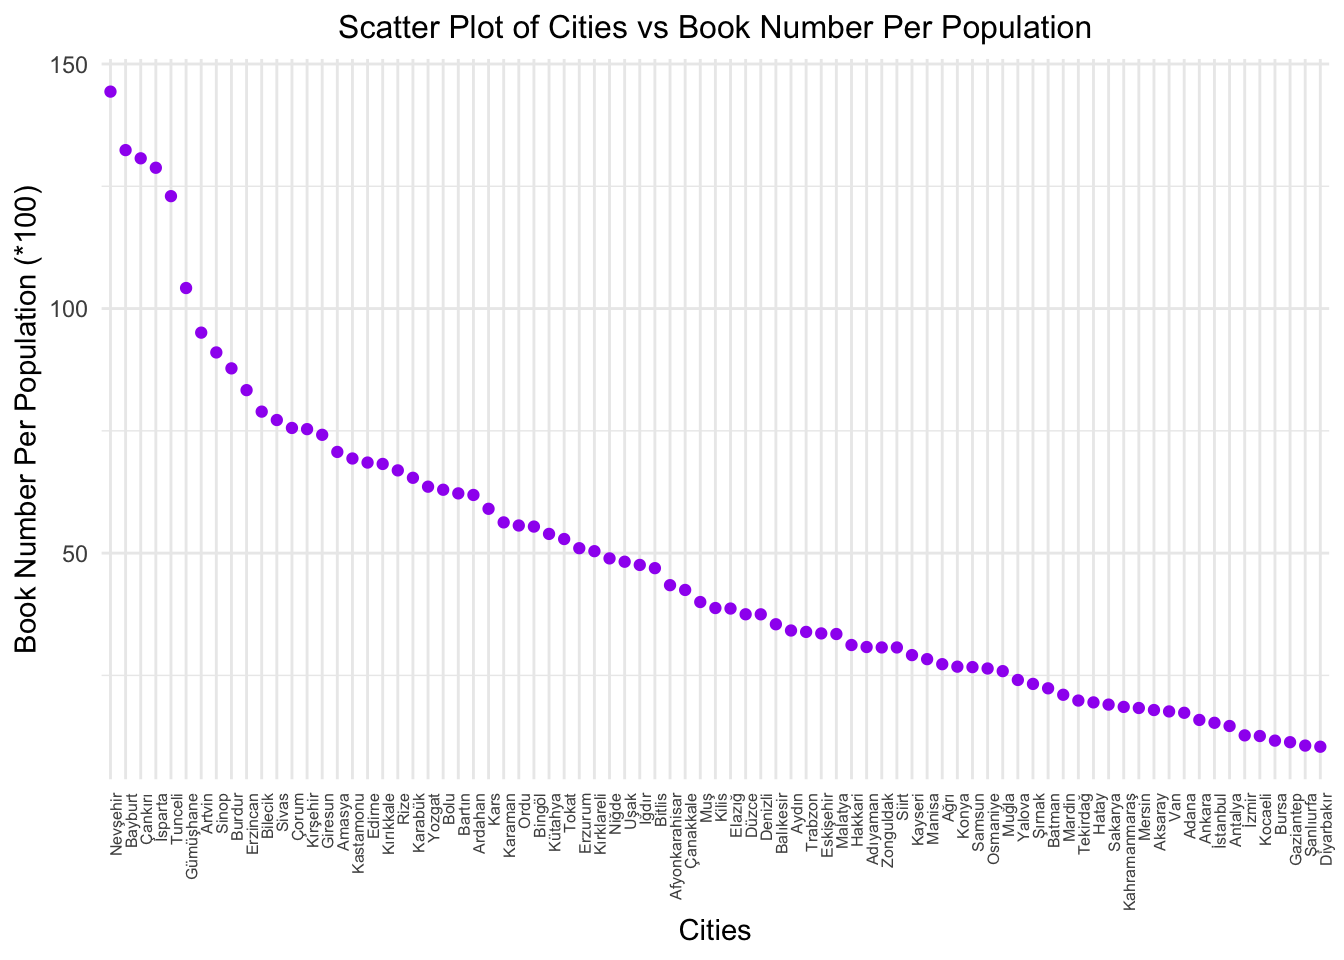 Scatter Plot of Cities vs Book Number Per Population
Book Number Per Population (*100)
150
100
50
Nevşehir
Bayburt
Çankırı
Isparta
Tunceli
Gümüşhane
Artvin
Sinop
Burdur
Erzincan
Bilecik
Sivas
Çorum
Kırşehir
Giresun
Amasya
Kastamonu
Edirne
Kırıkkale
Rize
Karabük
Yozgat
Bolu
Bartın
Ardahan
Kars
Karaman
Ordu
Bingöl
Kütahya
Tokat
Erzurum
Kırklareli
Niğde
Uşak
Iğdır
Bitlis
Afyonkarahisar
Çanakkale
Muş
Kilis
Elazığ
Düzce
Denizli
Balıkesir
Aydın
Trabzon
Eskişehir
Malatya
Hakkari
Adıyaman
Zonguldak
Siirt
Kayseri
Manisa
Ağrı
Konya
Samsun
Osmaniye
Muğla
Yalova
Şırnak
Batman
Mardin
Tekirdağ
Hatay
Sakarya
Kahramanmaraş
Mersin
Aksaray
Van
Adana
Ankara
İstanbul
Antalya
İzmir
Kocaeli
Bursa
Gaziantep
Şanlıurfa
Diyarbakır
Cities